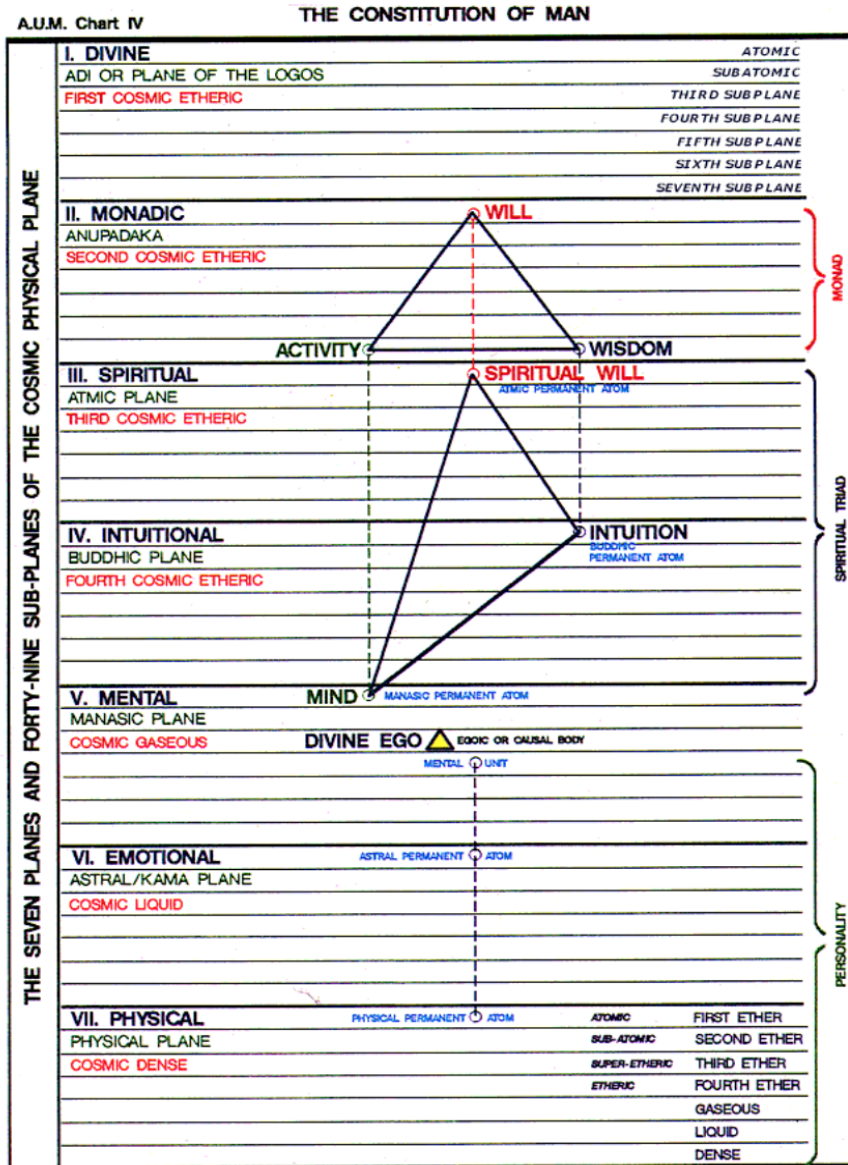 A.U.M. Chart IV
THE CONSTITUTION OF MAN
THE SEVEN PLANES AND FORTY-NINE SUB-PLANES OF THE COSMIC PHYSICAL PLANE
I. DIVINE
ATOMIC
ADI OR PLANE OF THE LOGOS
SUBATOMIC
FIRST COSMIC ETHERIC
THIRD SUBPLANE
FOURTH SUBPLANE
FIFTH SUBPLANE
SIXTH SUBPLANE
SEVENTH SUBPLANE
II. MONADIC
WILL
ANUPADAKA
SECOND COSMIC ETHERIC
MONAD
ACTIVITY
WISDOM
III. SPIRITUAL
SPIRITUAL WILL
ATMIC PERMANENT ATOM
ATMIC PLANE
THIRD COSMIC ETHERIC
SPIRITUAL TRIAD
IV. INTUITIONAL
INTUITION
BUDDHIC PLANE
BUDDHIC
PERMANENT ATOM
FOURTH COSMIC ETHERIC
V. MENTAL
MIND
MANASIC PERMANENT ATOM
MANASIC PLANE
COSMIC GASEOUS
DIVINE EGO
EGOIC OR CAUSAL BODY
MENTAL UNIT
PERSONALITY
VI. EMOTIONAL
ASTRAL PERMANENT ATOM
ASTRAL/KAMA PLANE
COSMIC LIQUID
VII. PHYSICAL
PHYSICAL PERMANENT ATOM
ATOMIC FIRST ETHER
PHYSICAL PLANE
SUB-ATOMIC SECOND ETHER
COSMIC DENSE
SUPER-ETHERIC THIRD ETHER
ETHERIC FOURTH ETHER
GASEOUS
LIQUID
DENSE